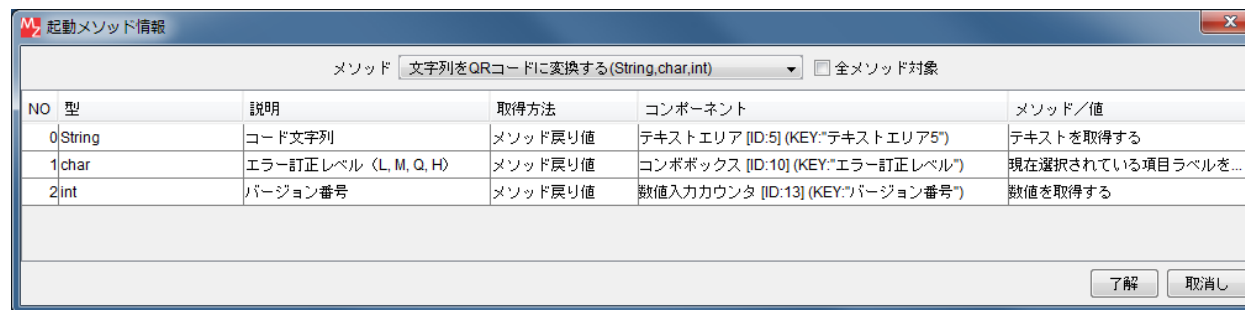 起動メソッド情報
メソッド 文字列をQRコードに変換する(String,char,int) 全メソッド対象
NO 型 説明 取得方法 コンポーネント メソッド／値
0 String コード文字列 メソッド戻り値 テキストエリア [ID:5] (KEY:"テキストエリア5") テキストを取得する
1 char エラー訂正レベル（L, M, Q, H） メソッド戻り値 コンボボックス [ID:10] (KEY:"エラー訂正レベル") 現在選択されている項目ラベルを...
2 int バージョン番号 メソッド戻り値 数値入力カウンタ [ID:13] (KEY:"バージョン番号") 数値を取得する
了解 取消し